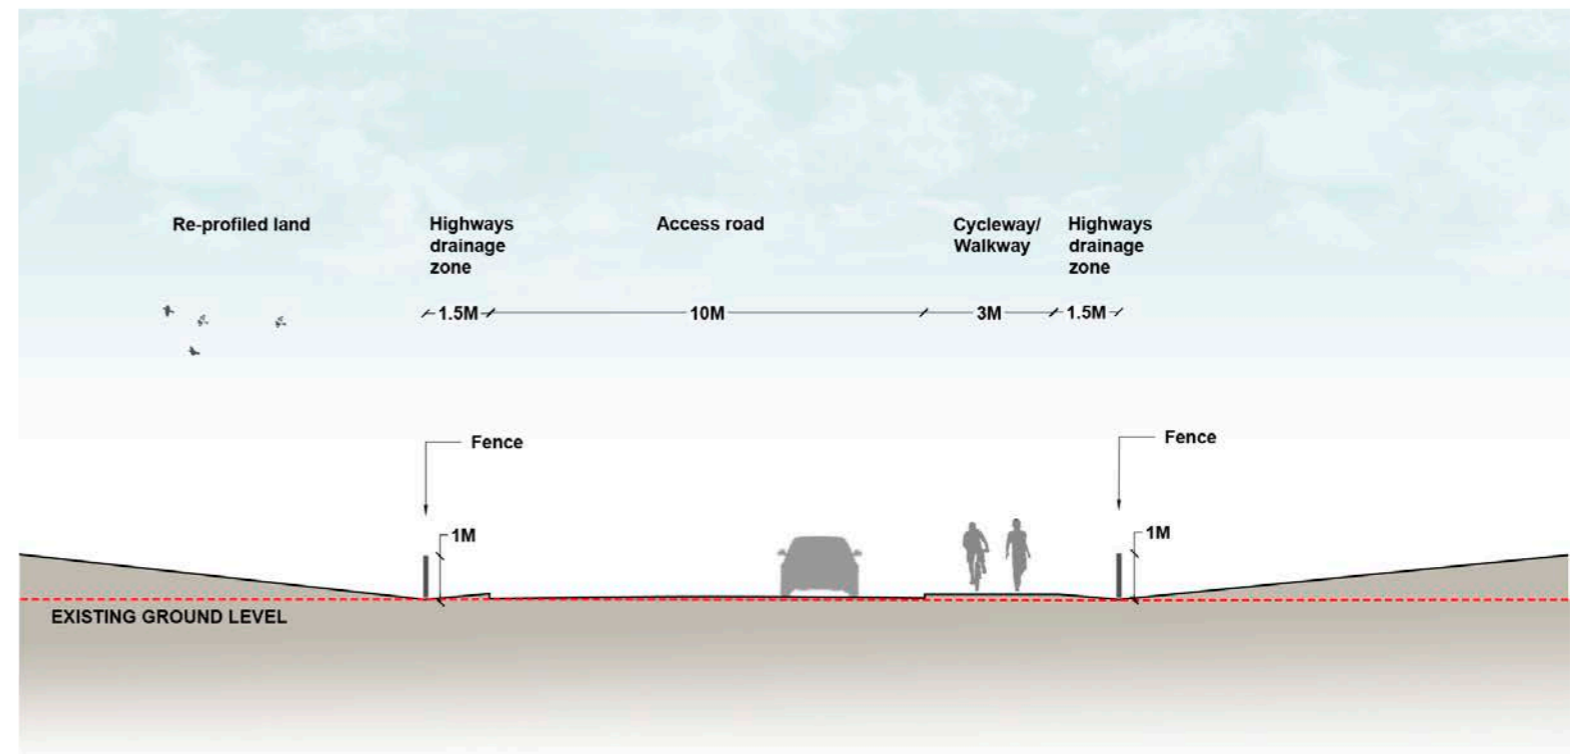 Re-profiled land
Highways
drainage
zone
Access road
Cycleway/
Walkway
Highways
drainage
zone
1.5M
10M
3M
1.5M
Fence
Fence
1M
1M
EXISTING GROUND LEVEL